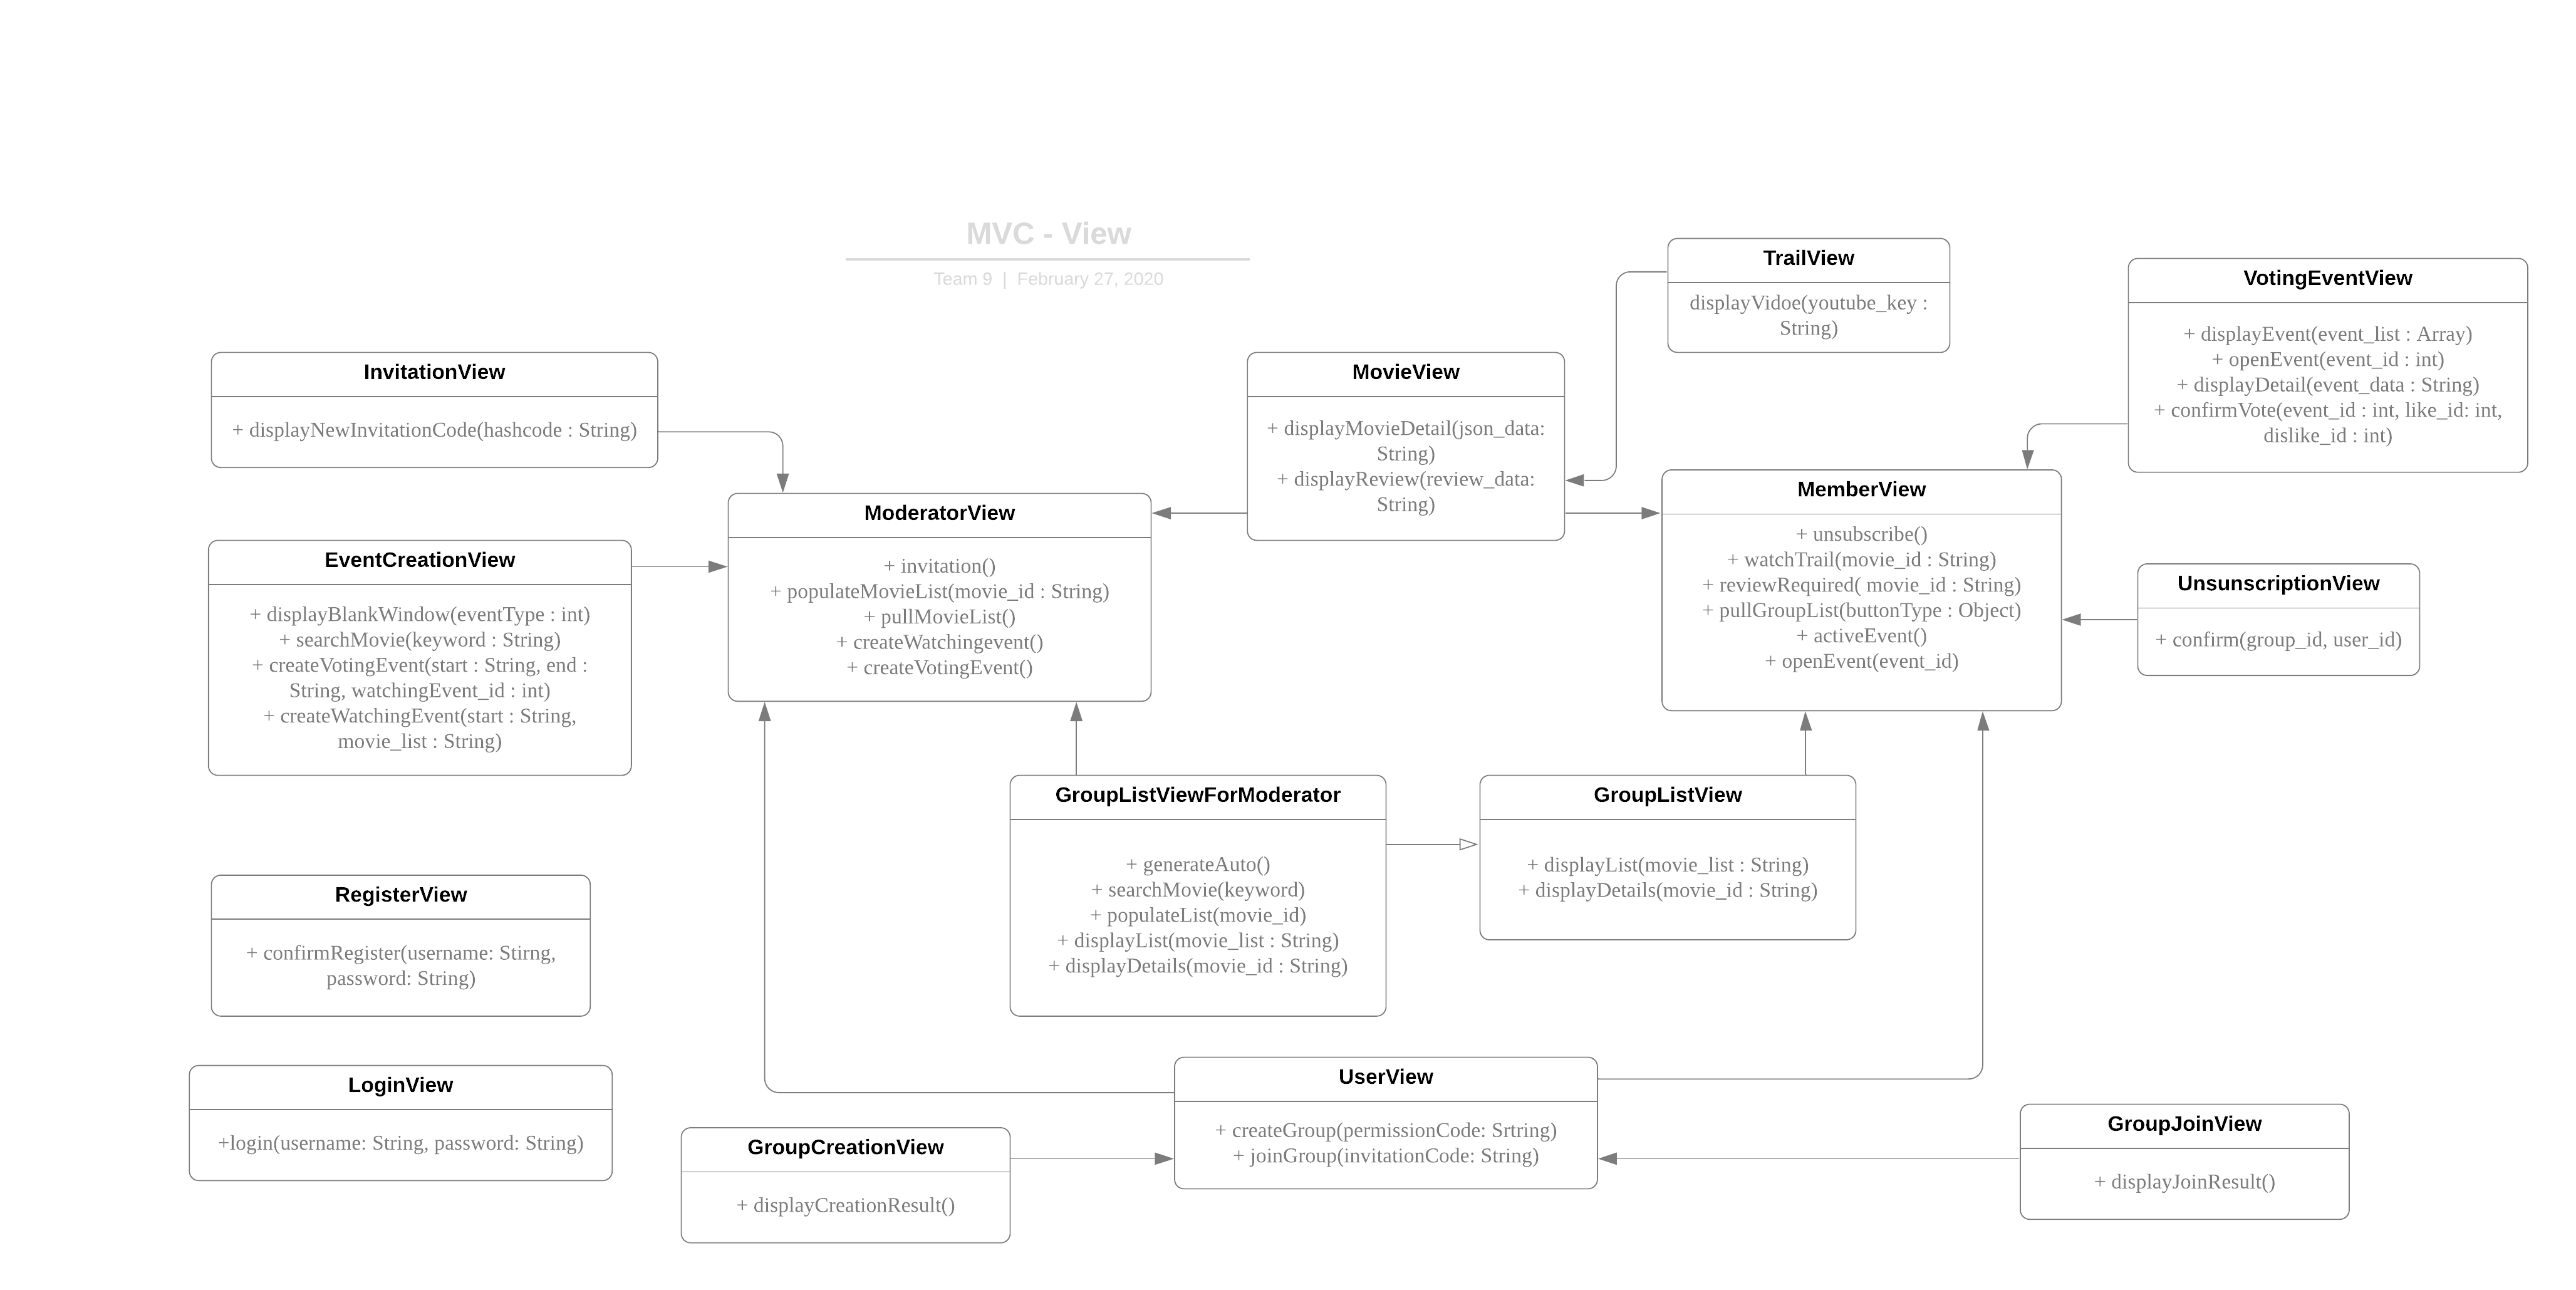 MVC - View
Team 9 | February 27, 2020
TrailView
displayVidoe(youtube_key :
String)
VotingEventView
+ displayEvent(event_list : Array)
+ openEvent(event_id : int)
+ displayDetail(event_data : String)
+ confirmVote(event_id : int, like_id: int,
dislike_id : int)
InvitationView
+ displayNewInvitationCode(hashcode : String)
MovieView
+ displayMovieDetail(json_data:
String)
+ displayReview(review_data:
String)
ModeratorView
+ invitation()
+ populateMovieList(movie_id : String)
+ pullMovieList()
+ createWatchingevent()
+ createVotingEvent()
MemberView
+ unsubscribe()
+ watchTrail(movie_id : String)
+ reviewRequired( movie_id : String)
+ pullGroupList(buttonType : Object)
+ activeEvent()
+ openEvent(event_id)
EventCreationView
+ displayBlankWindow(eventType : int)
+ searchMovie(keyword : String)
+ createVotingEvent(start : String, end :
String, watchingEvent_id : int)
+ createWatchingEvent(start : String,
movie_list : String)
UnsunscriptionView
+ confirm(group_id, user_id)
GroupListViewForModerator
+ generateAuto()
+ searchMovie(keyword)
+ populateList(movie_id)
+ displayList(movie_list : String)
+ displayDetails(movie_id : String)
GroupListView
+ displayList(movie_list : String)
+ displayDetails(movie_id : String)
RegisterView
+ confirmRegister(username: Stirng,
password: String)
LoginView
+login(username: String, password: String)
UserView
+ createGroup(permissionCode: Srtring)
+ joinGroup(invitationCode: String)
GroupCreationView
+ displayCreationResult()
GroupJoinView
+ displayJoinResult()